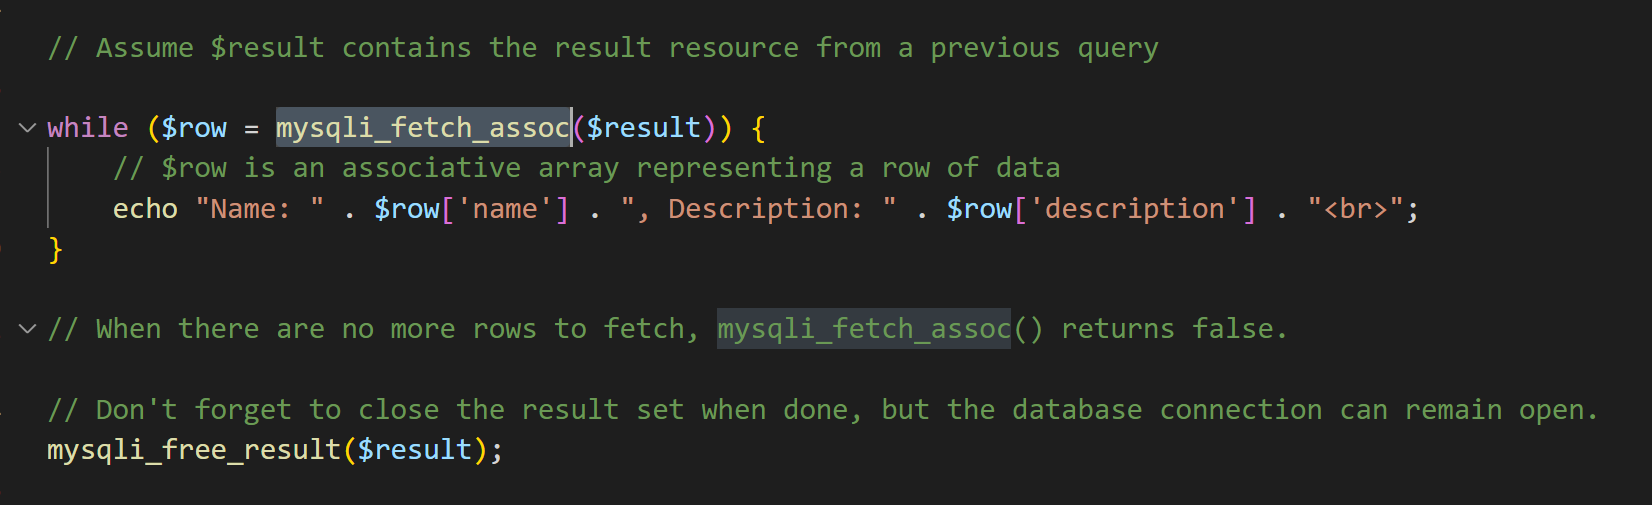 // Assume $result contains the result resource from a previous query
while ($row = mysqli_fetch_assoc($result)) {
// $row is an associative array representing a row of data
echo "Name: " . $row['name'] . ", Description: " . $row['description'] . "<br>";
}
// When there are no more rows to fetch, mysqli_fetch_assoc() returns false.
// Don't forget to close the result set when done, but the database connection can remain open.
mysqli_free_result($result);